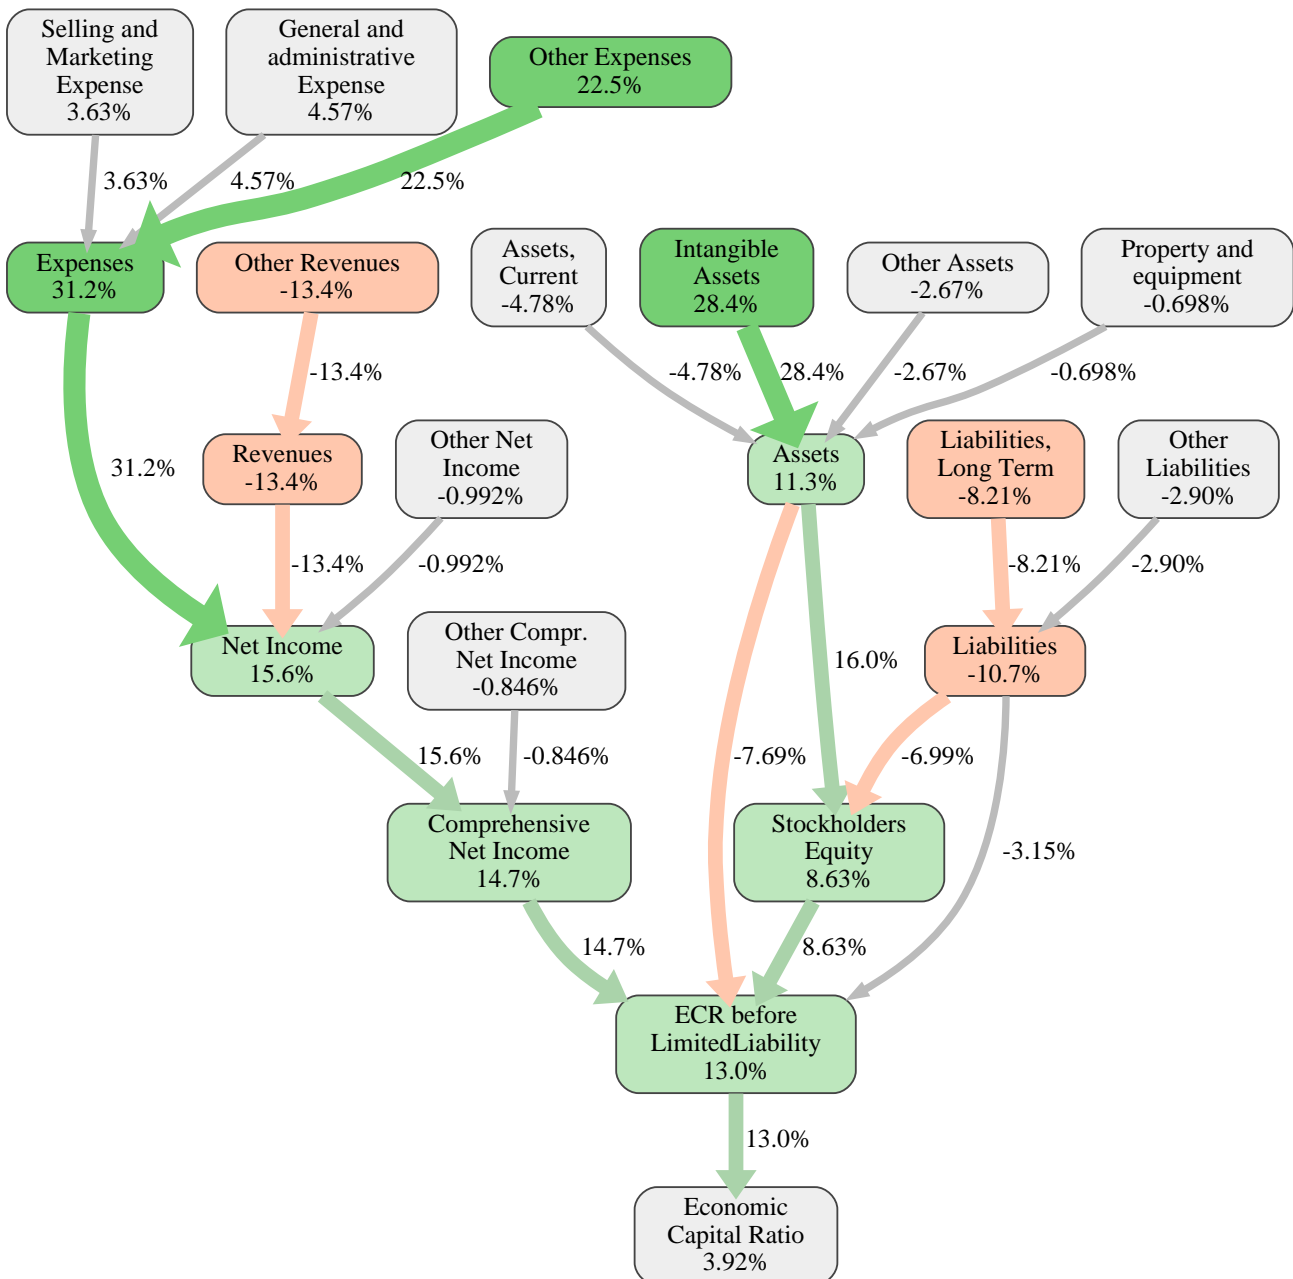 Selling and
Marketing
Expense
3.63%
General and
administrative
Expense
4.57%
Other Expenses
22.5%
3.63%
4.57%
22.5%
Expenses
31.2%
Other Revenues
-13.4%
Assets,
Current
-4.78%
Intangible
Assets
28.4%
Other Assets
-2.67%
Property and
equipment
-0.698%
-13.4%
-4.78%
28.4%
-2.67%
-0.698%
31.2%
Revenues
-13.4%
Other Net
Income
-0.992%
Assets
11.3%
Liabilities,
Long Term
-8.21%
Other
Liabilities
-2.90%
-13.4%
-0.992%
-8.21%
-2.90%
Net Income
15.6%
Other Compr.
Net Income
-0.846%
16.0%
Liabilities
-10.7%
15.6%
-0.846%
-7.69%
-6.99%
Comprehensive
Net Income
14.7%
Stockholders
Equity
8.63%
-3.15%
14.7%
8.63%
ECR before
LimitedLiability
13.0%
13.0%
Economic
Capital Ratio
3.92%